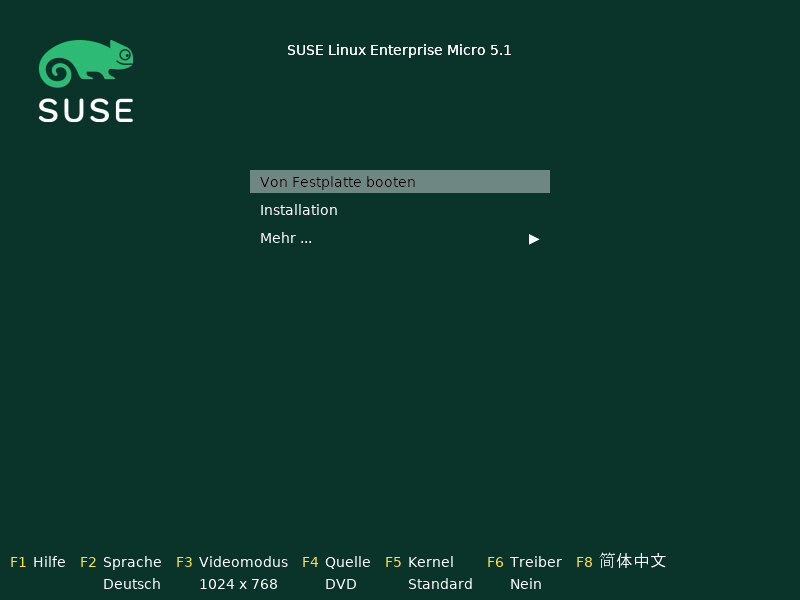 SUSE Linux Enterprise Micro 5.1
SUSE
Von Festplatte booten
Installation
Mehr ...
F1 Hilfe F2 Sprache F3 Videomodus F4 Quelle F5 Kernel F6 Treiber F8 简体中文
Deutsch 1024 x 768 DVD Standard Nein